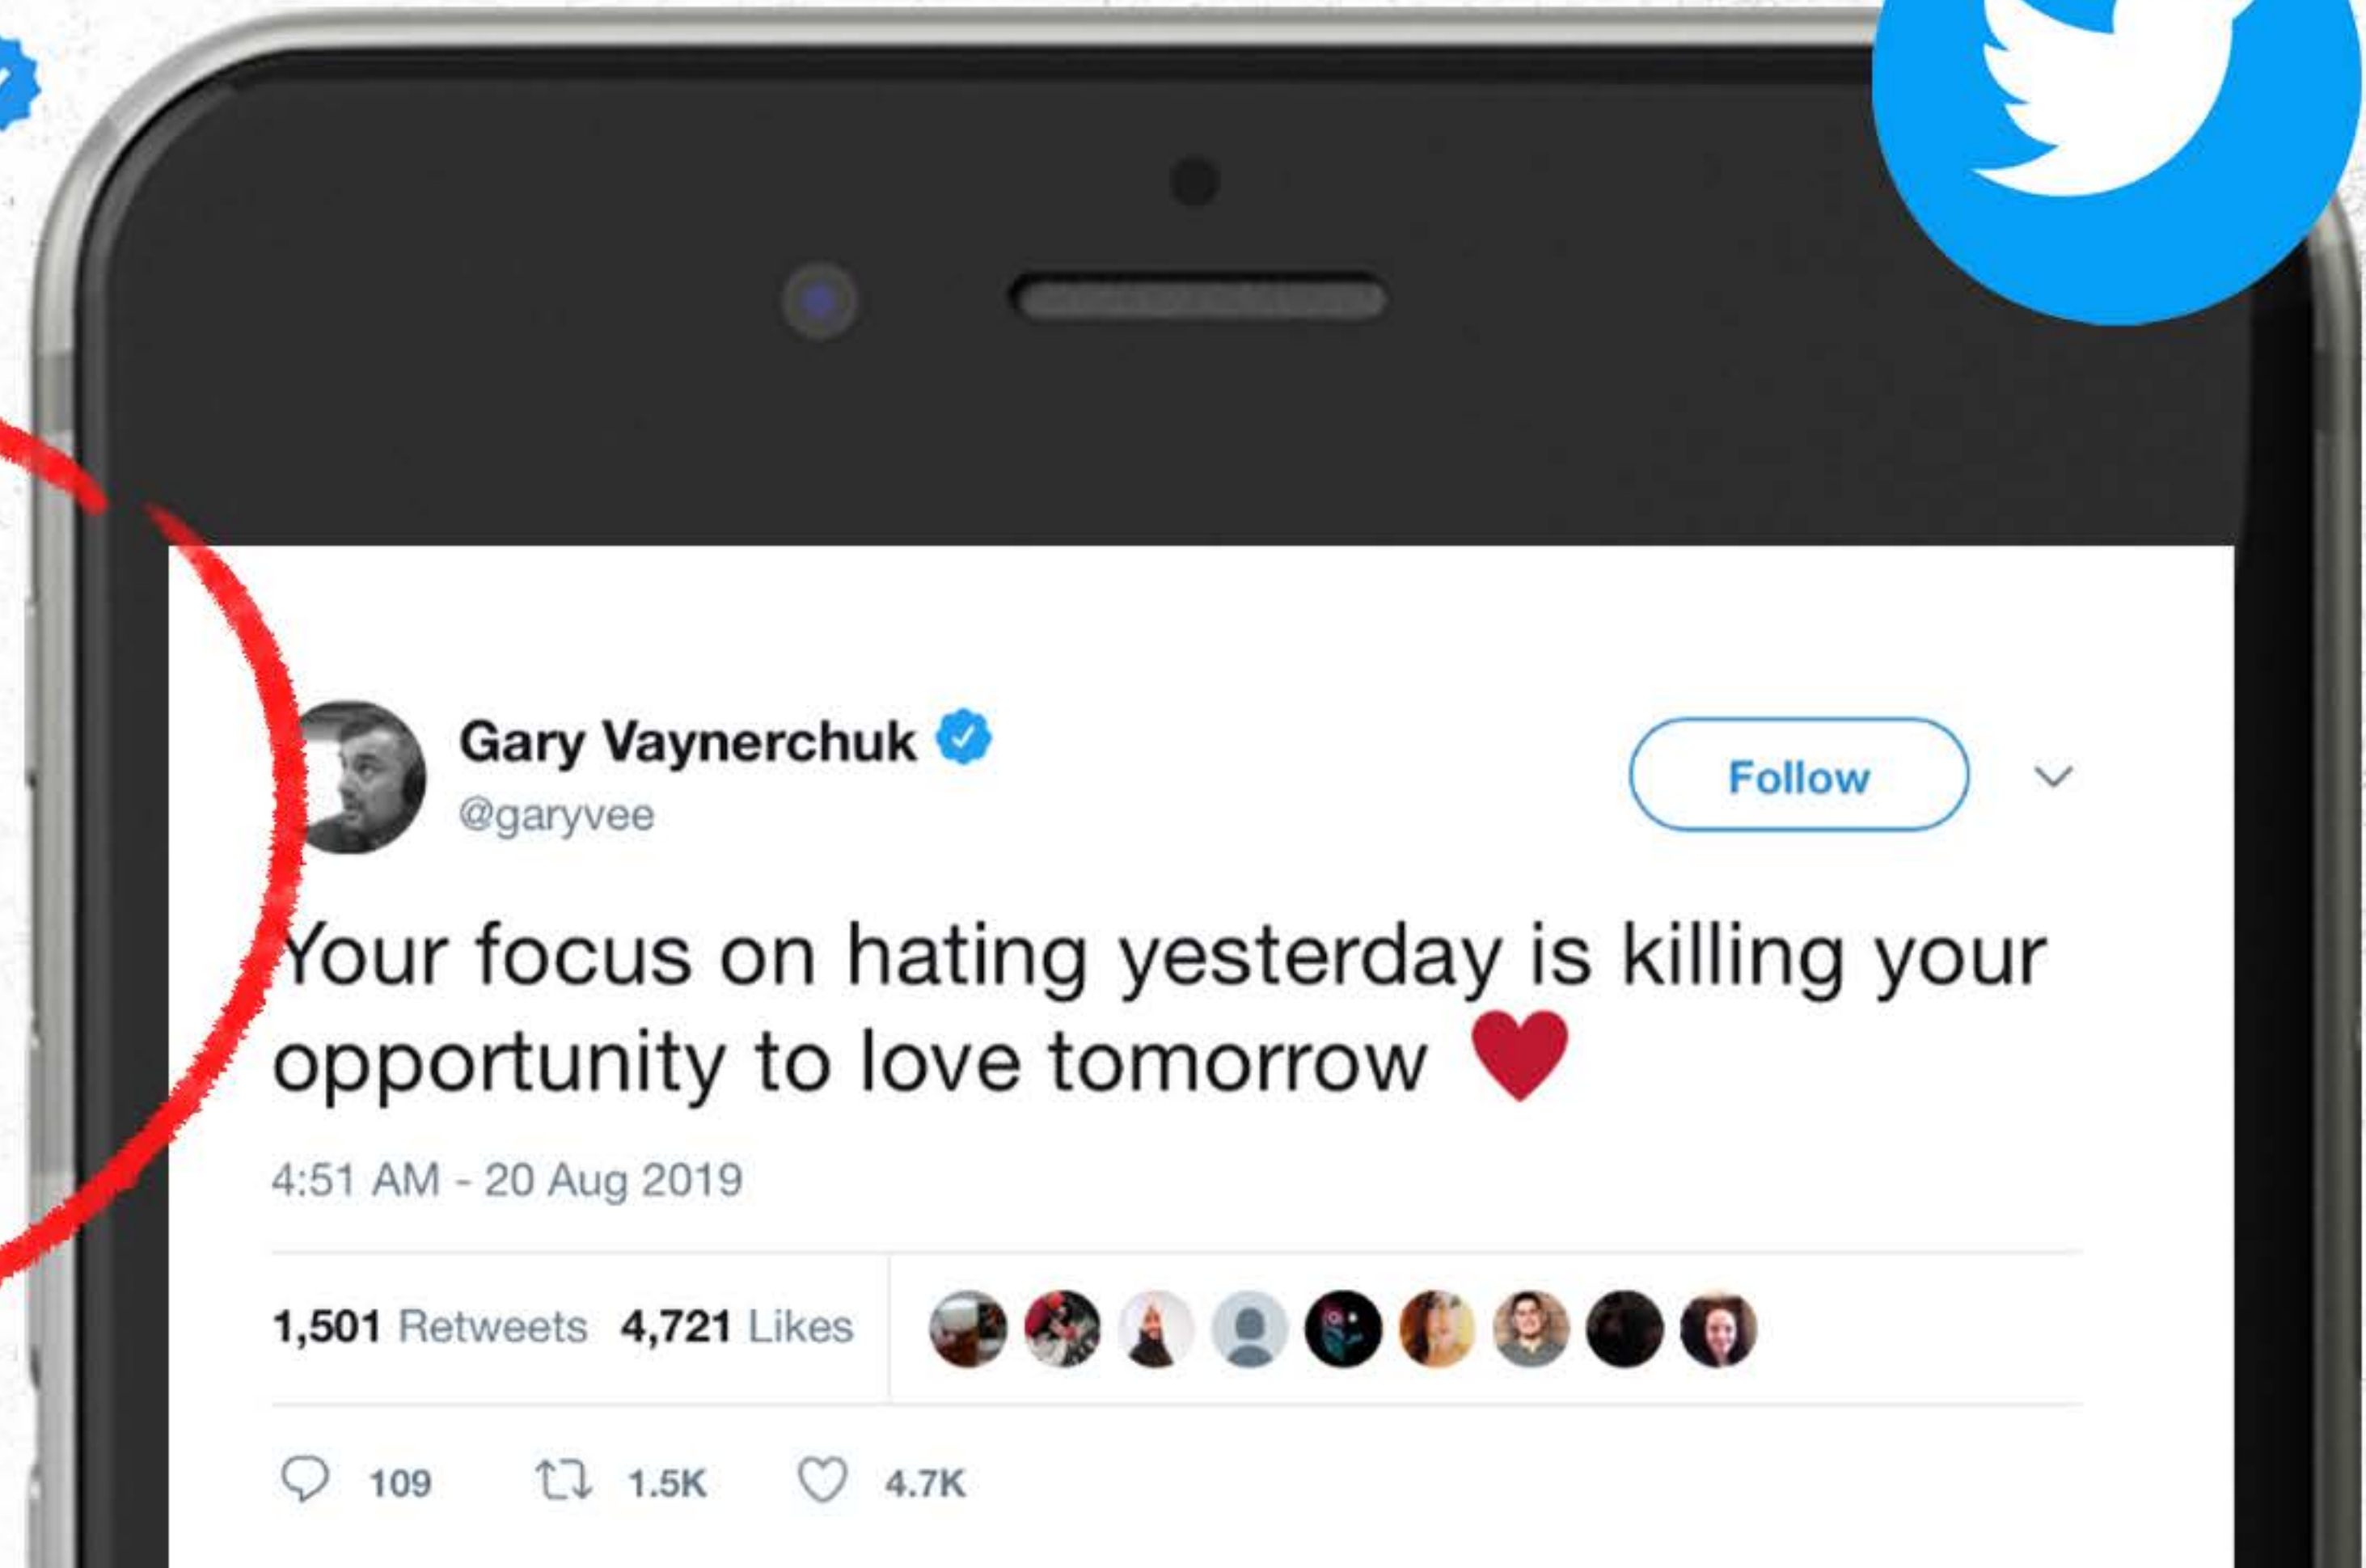 Gary Vaynerchuk
@garyvee
Follow
Your focus on hating yesterday is killing your
opportunity to love tomorrow ❤
4:51 AM - 20 Aug 2019
1,501 Retweets 4,721 Likes
109 1.5K 4.7K